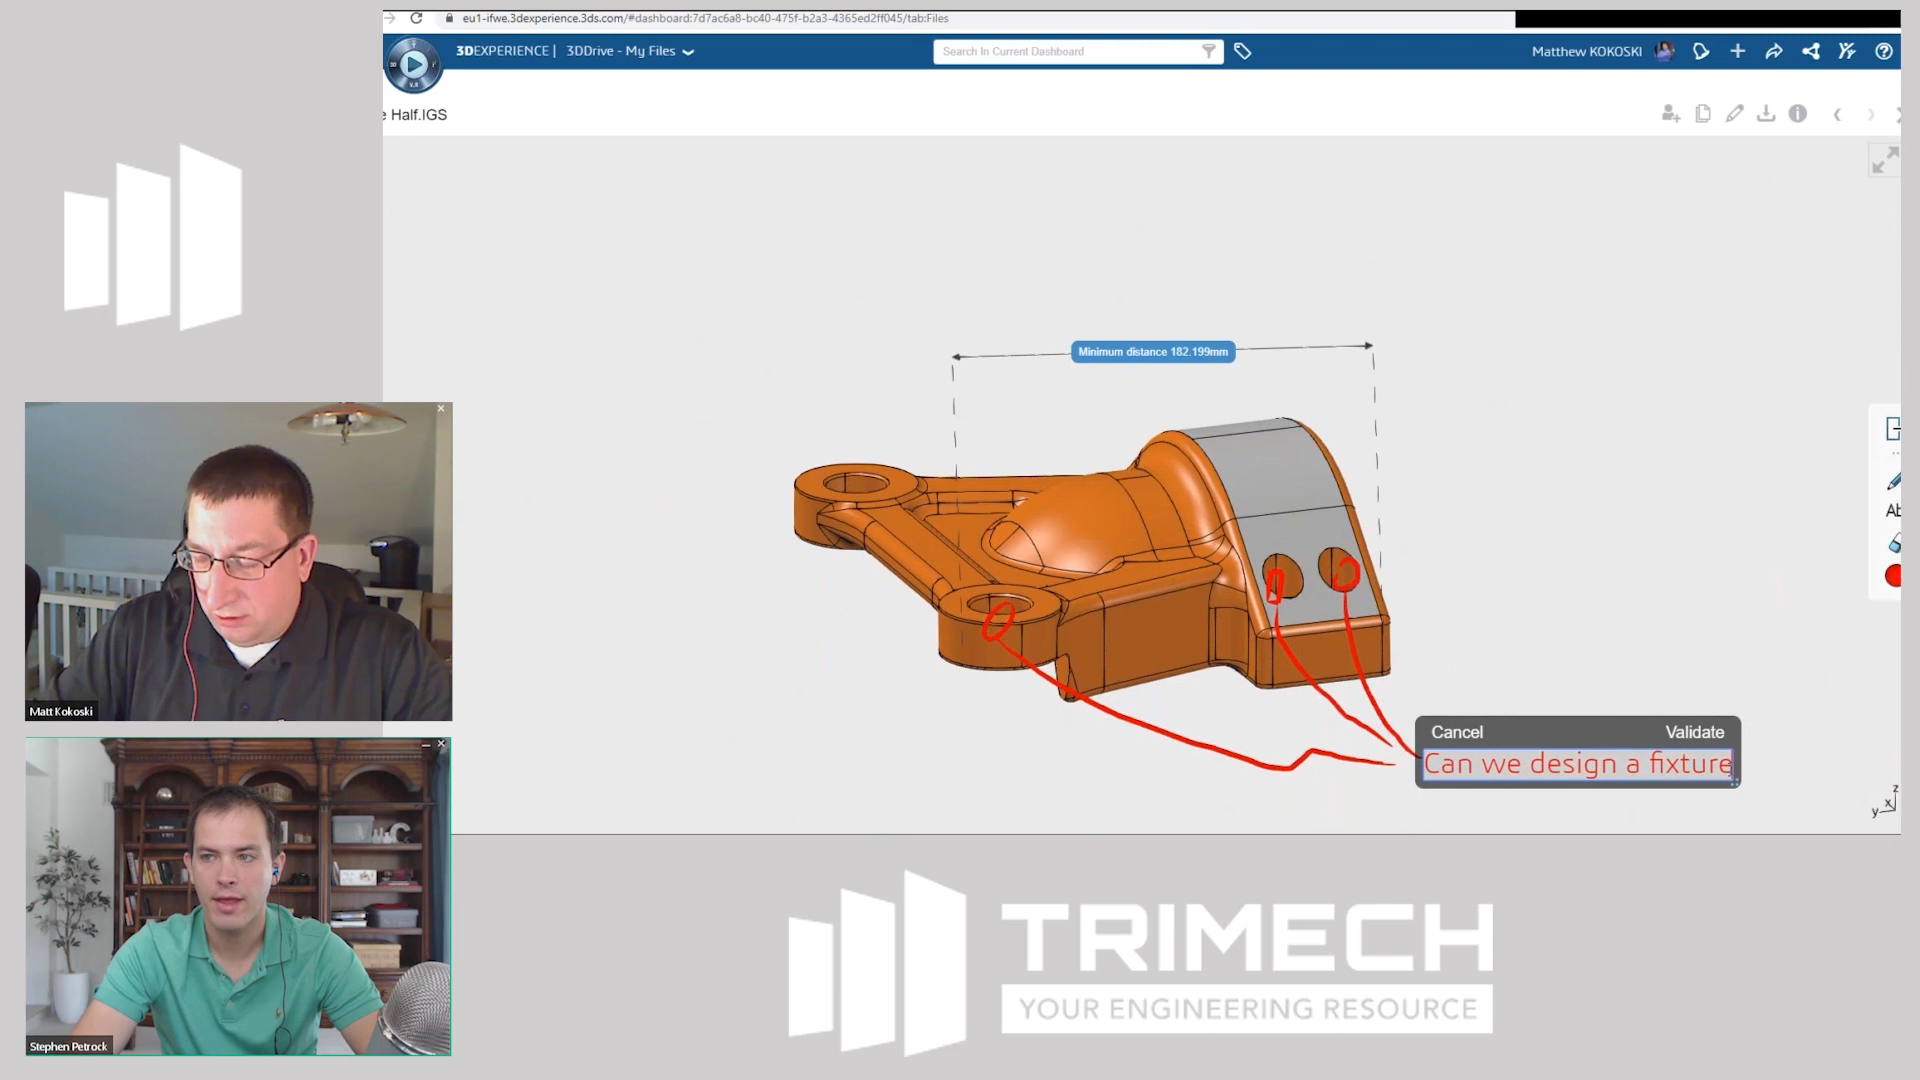 eu1-ifwe.3dexperience.3ds.com/#dashboard:7d7ac6a8-bc40-475f-b2a3-4365ed2ff045/tab:Files
3DEXPERIENCE | 3DDrive - My Files
Search In Current Dashboard
Matthew KOKOSKI
e Half.IGS
Minimum distance 182.199mm
Ab
Cancel Validate
Can we design a fixture
z
x
y
Matt Kokoski
Stephen Petrock
TRIMECH
YOUR ENGINEERING RESOURCE